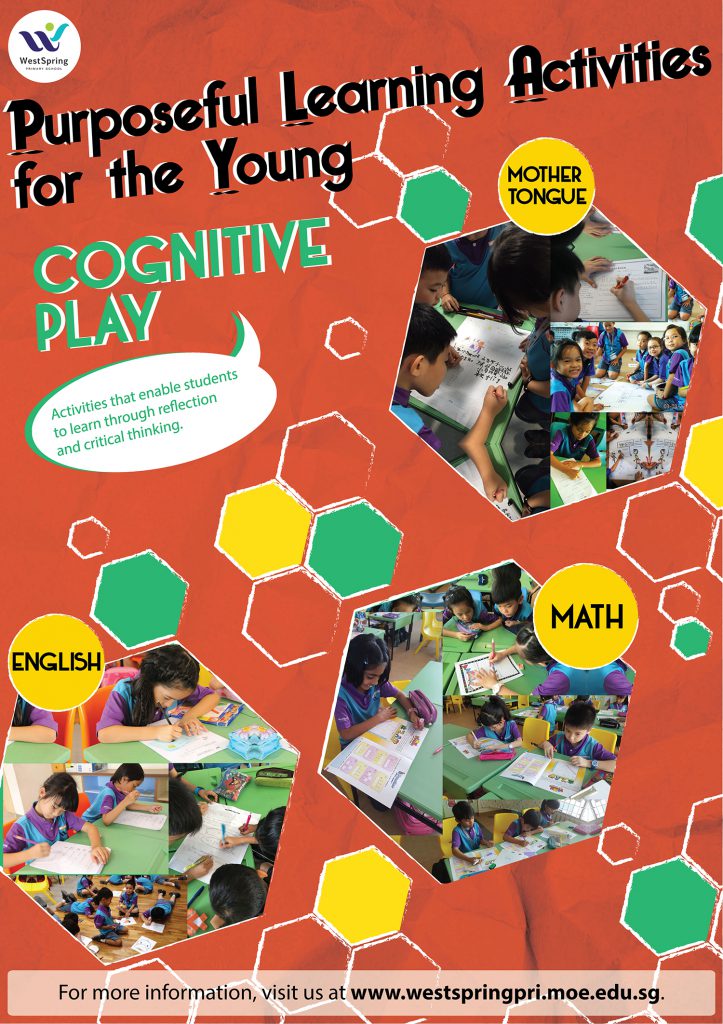 WestSpring
PRIMARY SCHOOL
Purposeful Learning Activities
for the Young
COGNITIVE
PLAY
Activities that enable students
to learn through reflection
and critical thinking.
MOTHER
TONGUE
MATH
ENGLISH
For more information, visit us at www.westspringpri.moe.edu.sg.